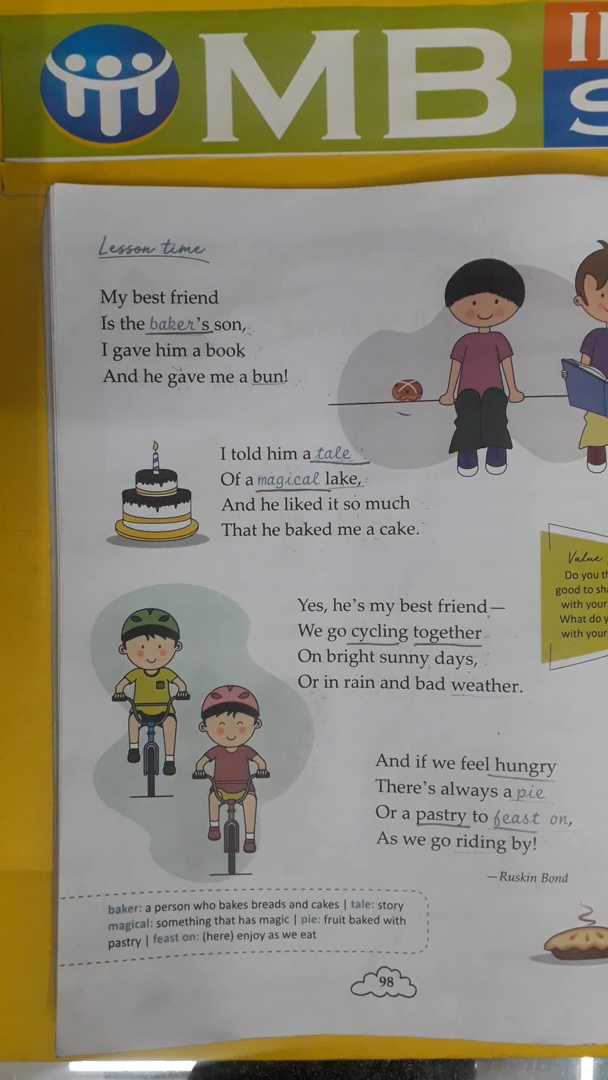 MB
Lesson time
My best friend
Is the baker's son,
I gave him a book
And he gave me a bun!
I told him a tale
Of a magical lake,
And he liked it so much
That he baked me a cake.
Value
Do you th
good to sh
with your
What do y
with your
Yes, he's my best friend—
We go cycling together
On bright sunny days,
Or in rain and bad weather.
And if we feel hungry
There's always a pie
Or a pastry to feast on,
As we go riding by!
—Ruskin Bond
baker: a person who bakes breads and cakes | tale: story
magical: something that has magic | pie: fruit baked with
pastry | feast on: (here) enjoy as we eat
98